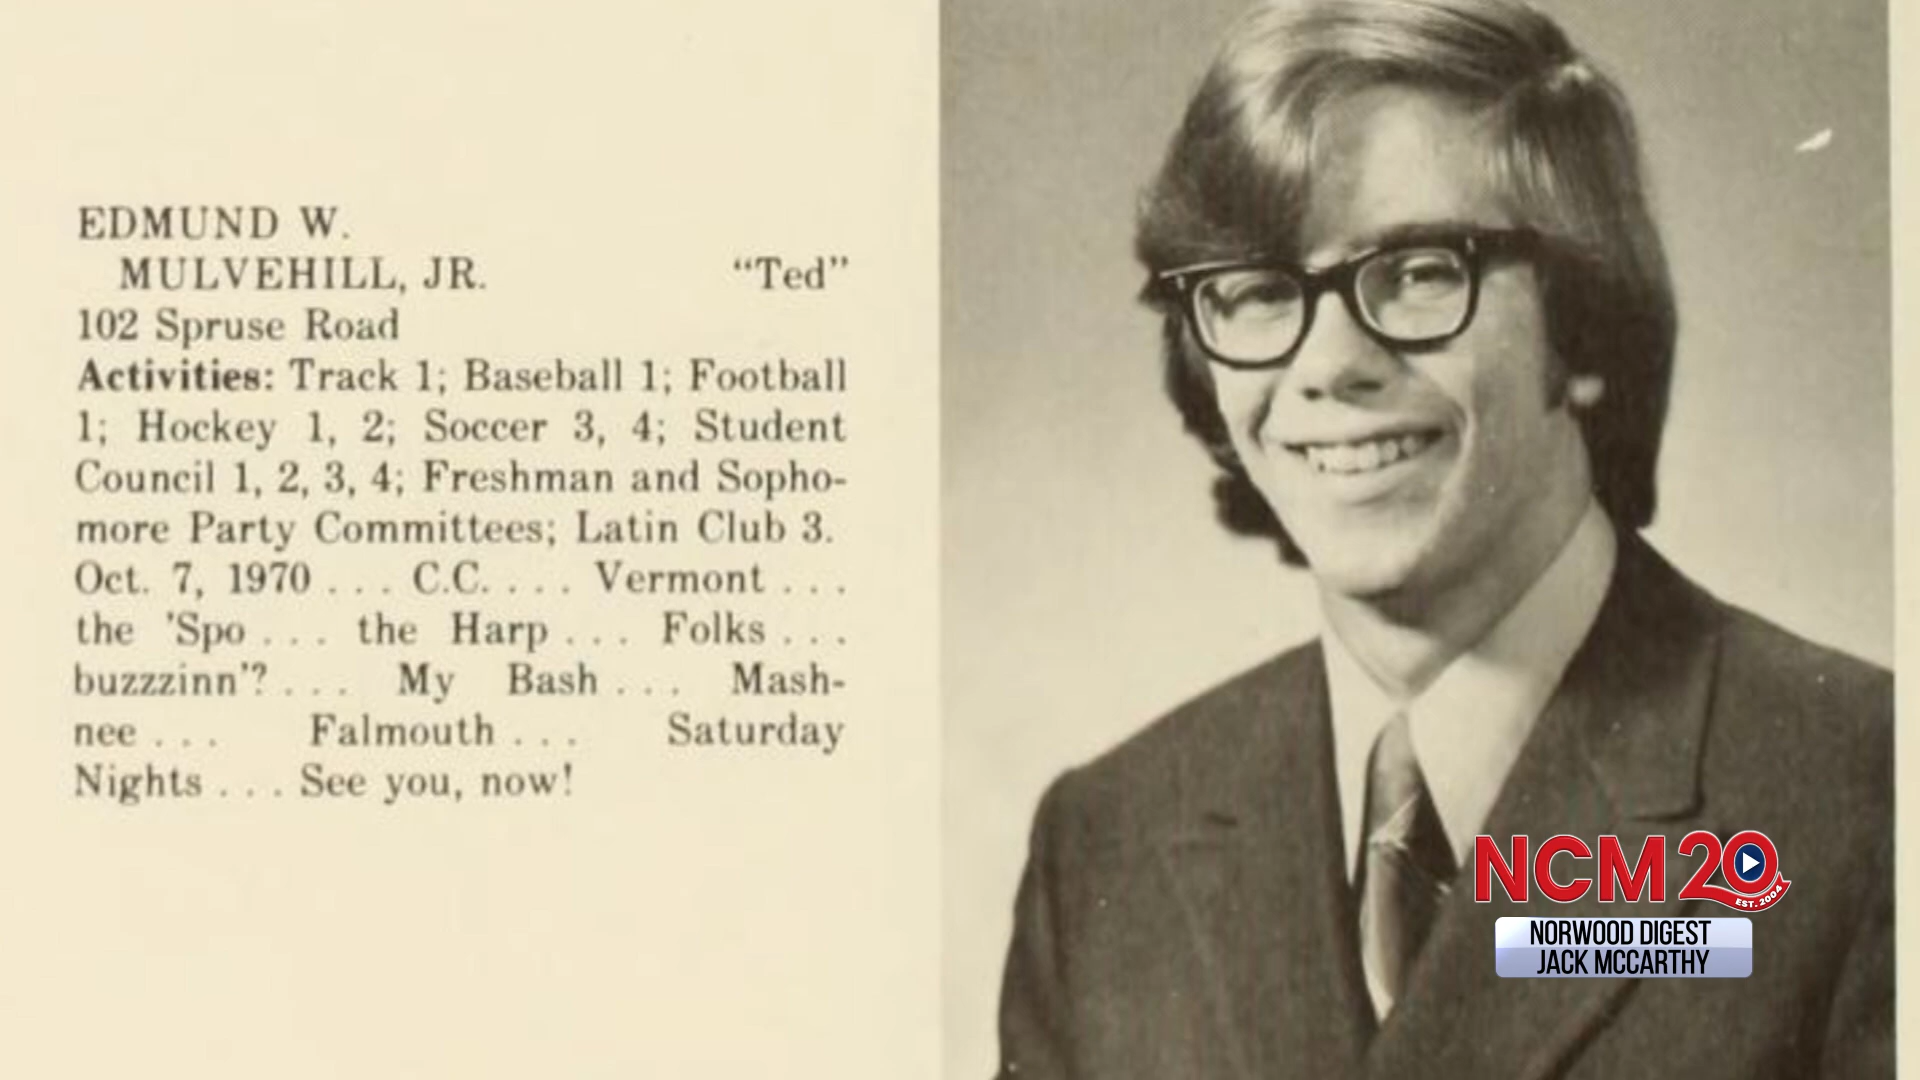 EDMUND W.
MULVEHILL, JR. “Ted”
102 Spruse Road
Activities: Track 1; Baseball 1; Football
1; Hockey 1, 2; Soccer 3, 4; Student
Council 1, 2, 3, 4; Freshman and Sopho-
more Party Committees; Latin Club 3.
Oct. 7, 1970 . . . C.C. . . . Vermont . . .
the 'Spo . . . the Harp . . . Folks . . .
buzzzinn'? . . . My Bash . . . Mash-
nee . . . Falmouth . . . Saturday
Nights . . . See you, now!
NCM 20
EST. 2004
NORWOOD DIGEST
JACK MCCARTHY